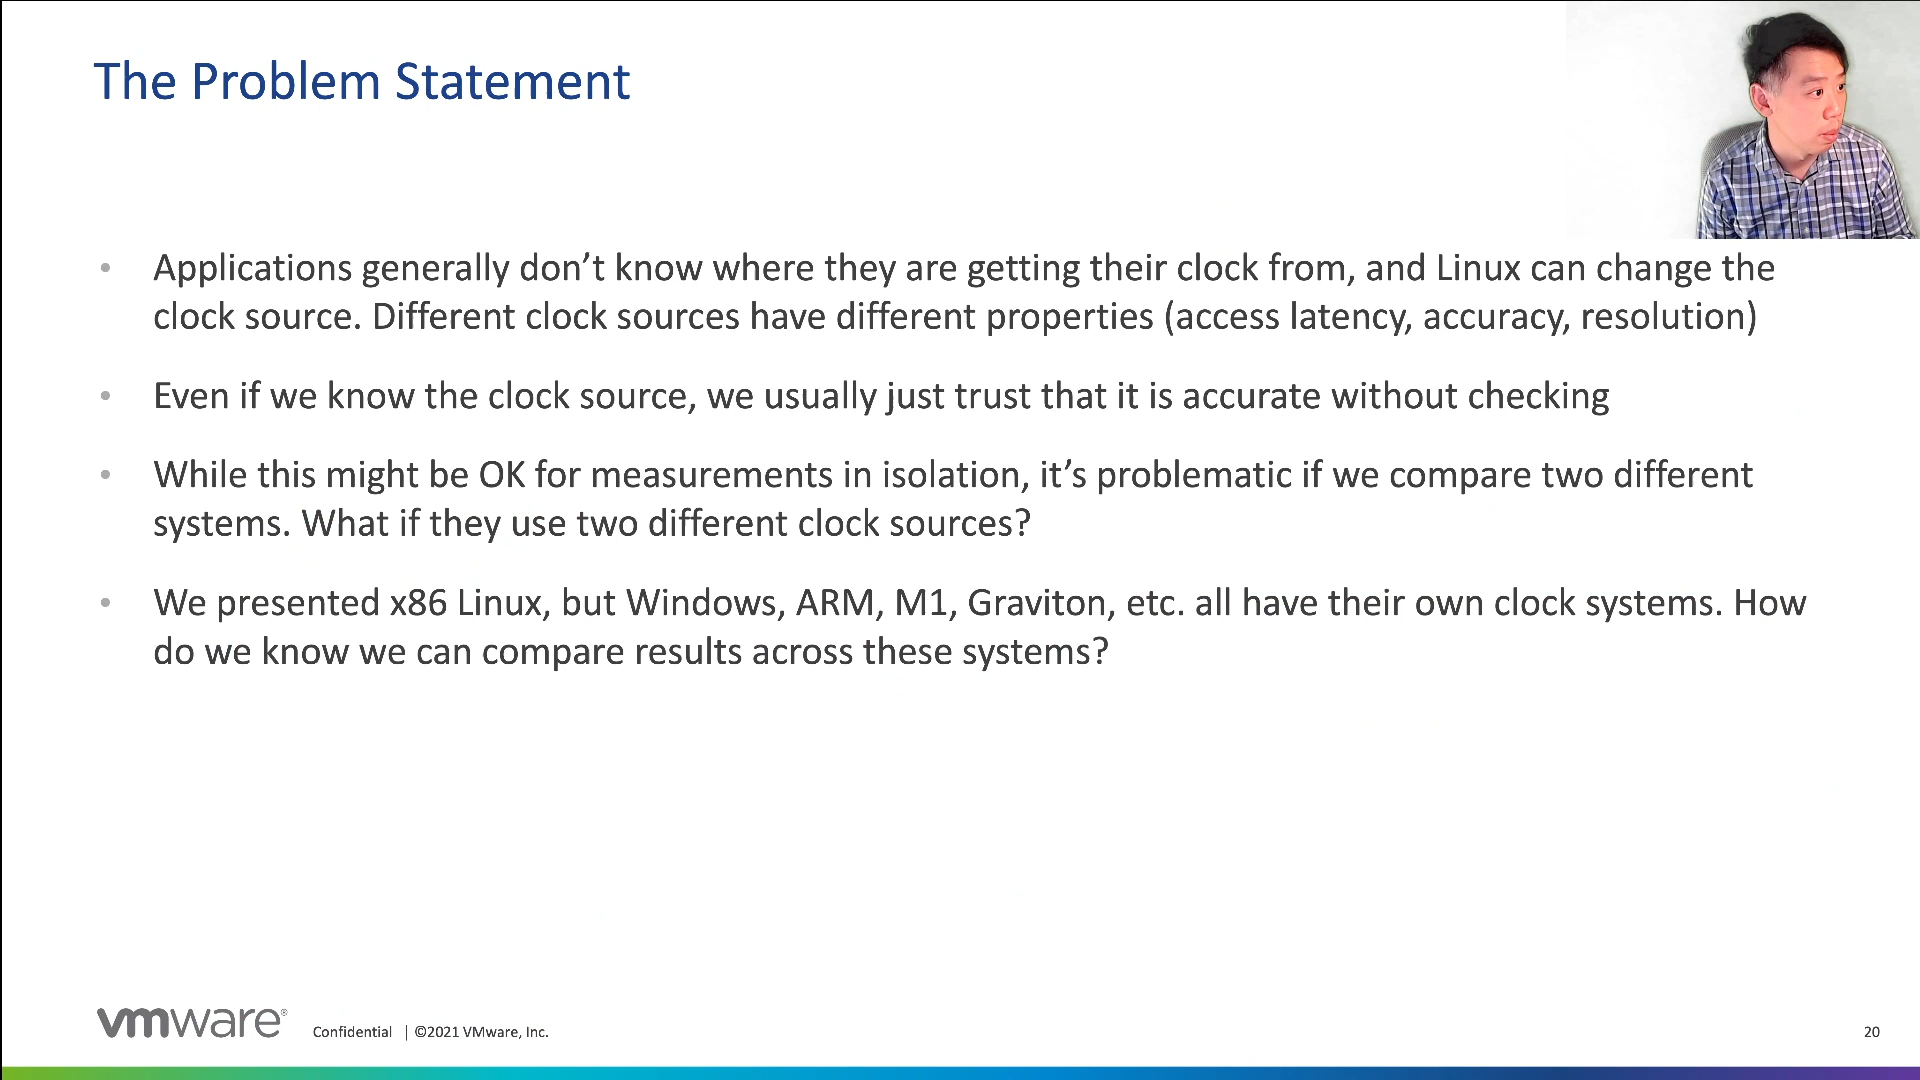 The Problem Statement
• Applications generally don’t know where they are getting their clock from, and Linux can change the
clock source. Different clock sources have different properties (access latency, accuracy, resolution)
• Even if we know the clock source, we usually just trust that it is accurate without checking
• While this might be OK for measurements in isolation, it’s problematic if we compare two different
systems. What if they use two different clock sources?
• We presented x86 Linux, but Windows, ARM, M1, Graviton, etc. all have their own clock systems. How
do we know we can compare results across these systems?
vmware® Confidential | ©2021 VMware, Inc. 20